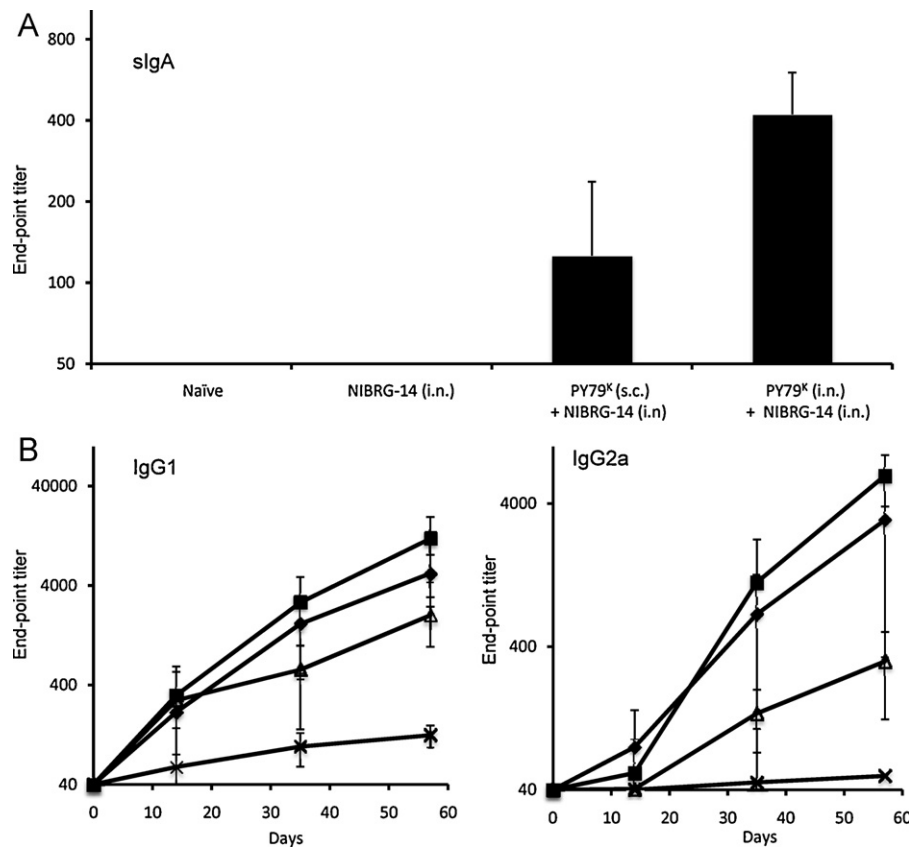 A
sIgA
End-point titer
800
400
200
100
50
Naïve
NIBRG-14 (i.n.)
PY79ᴷ (s.c.)
+ NIBRG-14 (i.n)
PY79ᴷ (i.n.)
+ NIBRG-14 (i.n.)
B
IgG1
End-point titer
40000
4000
400
40
0 10 20 30 40 50 60
Days
IgG2a
End-point titer
4000
400
40
0 10 20 30 40 50 60
Days